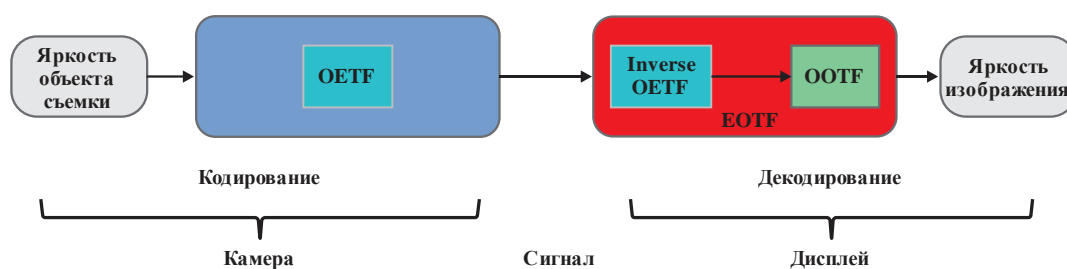 Яркость
объекта
съемки
OETF
Inverse
OETF
OOTF
EOTF
Яркость
изображения
Кодирование
Декодирование
Камера
Сигнал
Дисплей